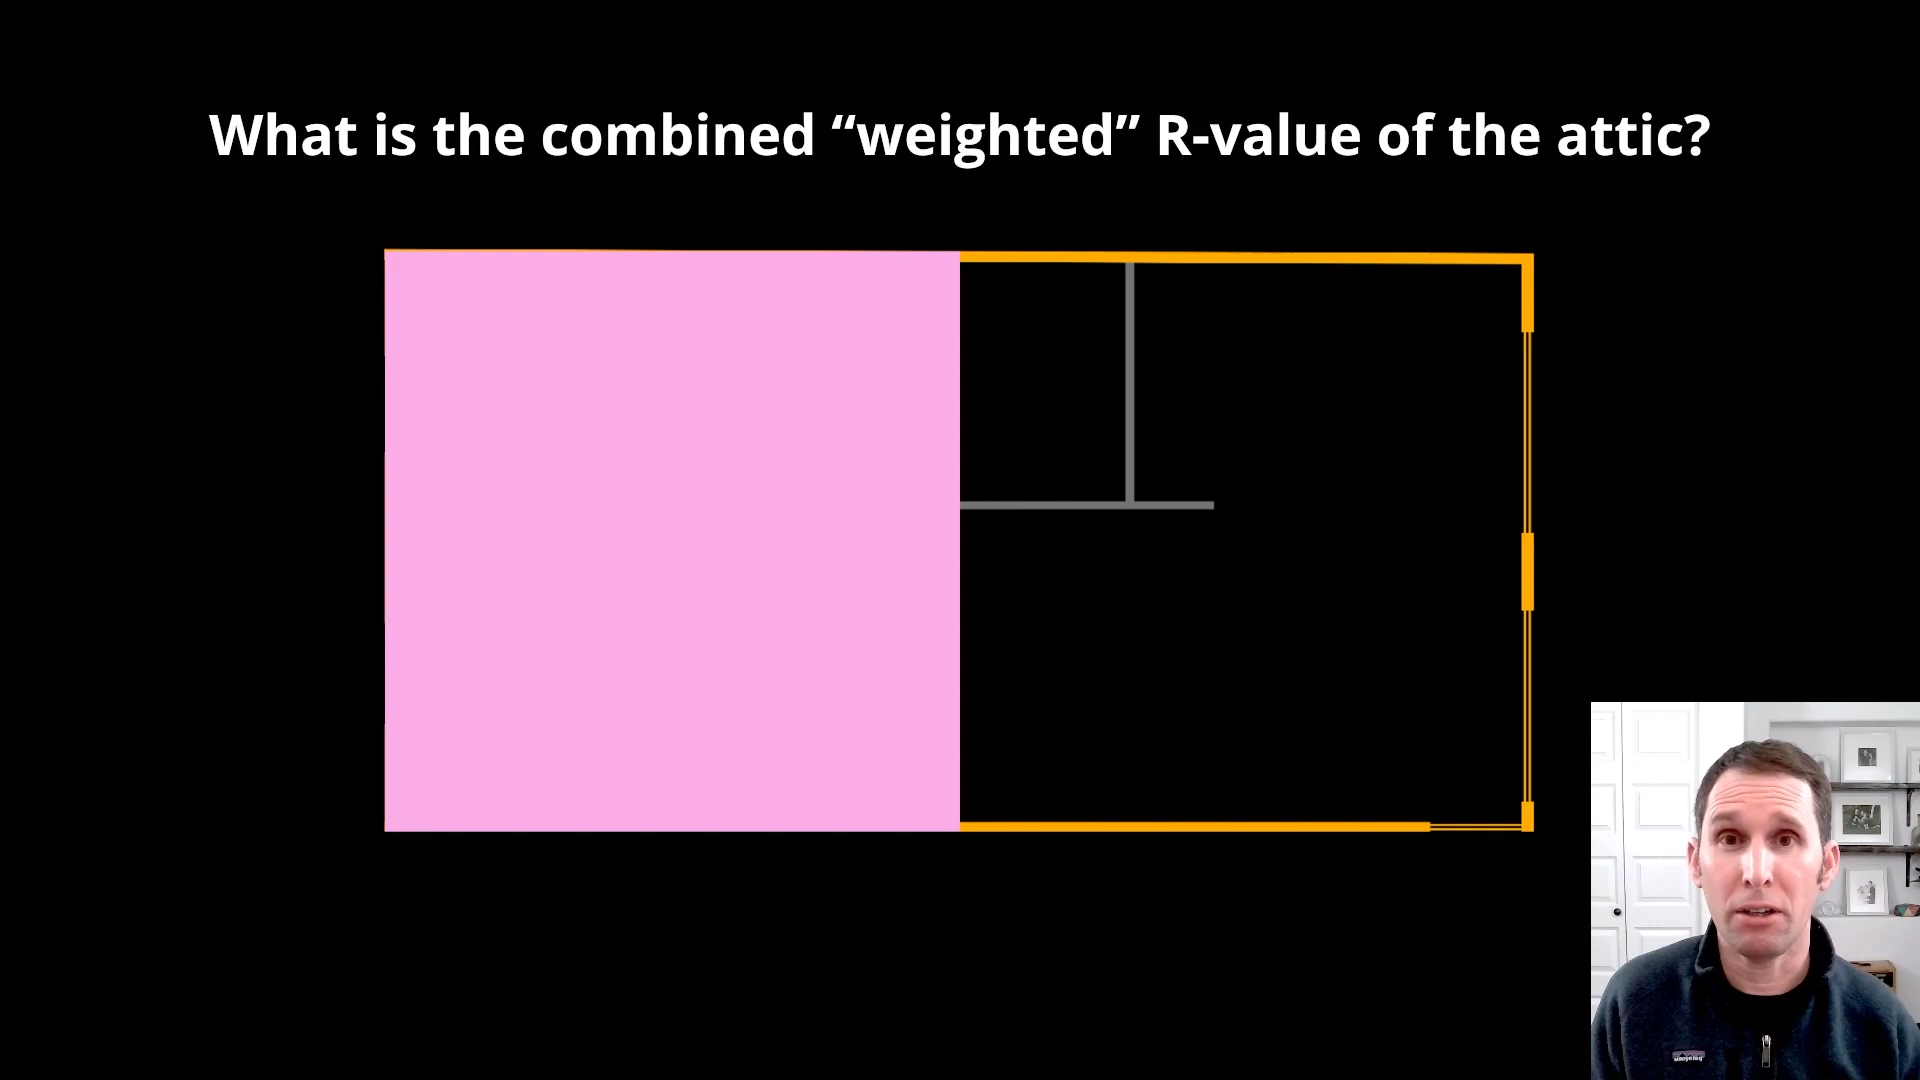 What is the combined “weighted” R-value of the attic?